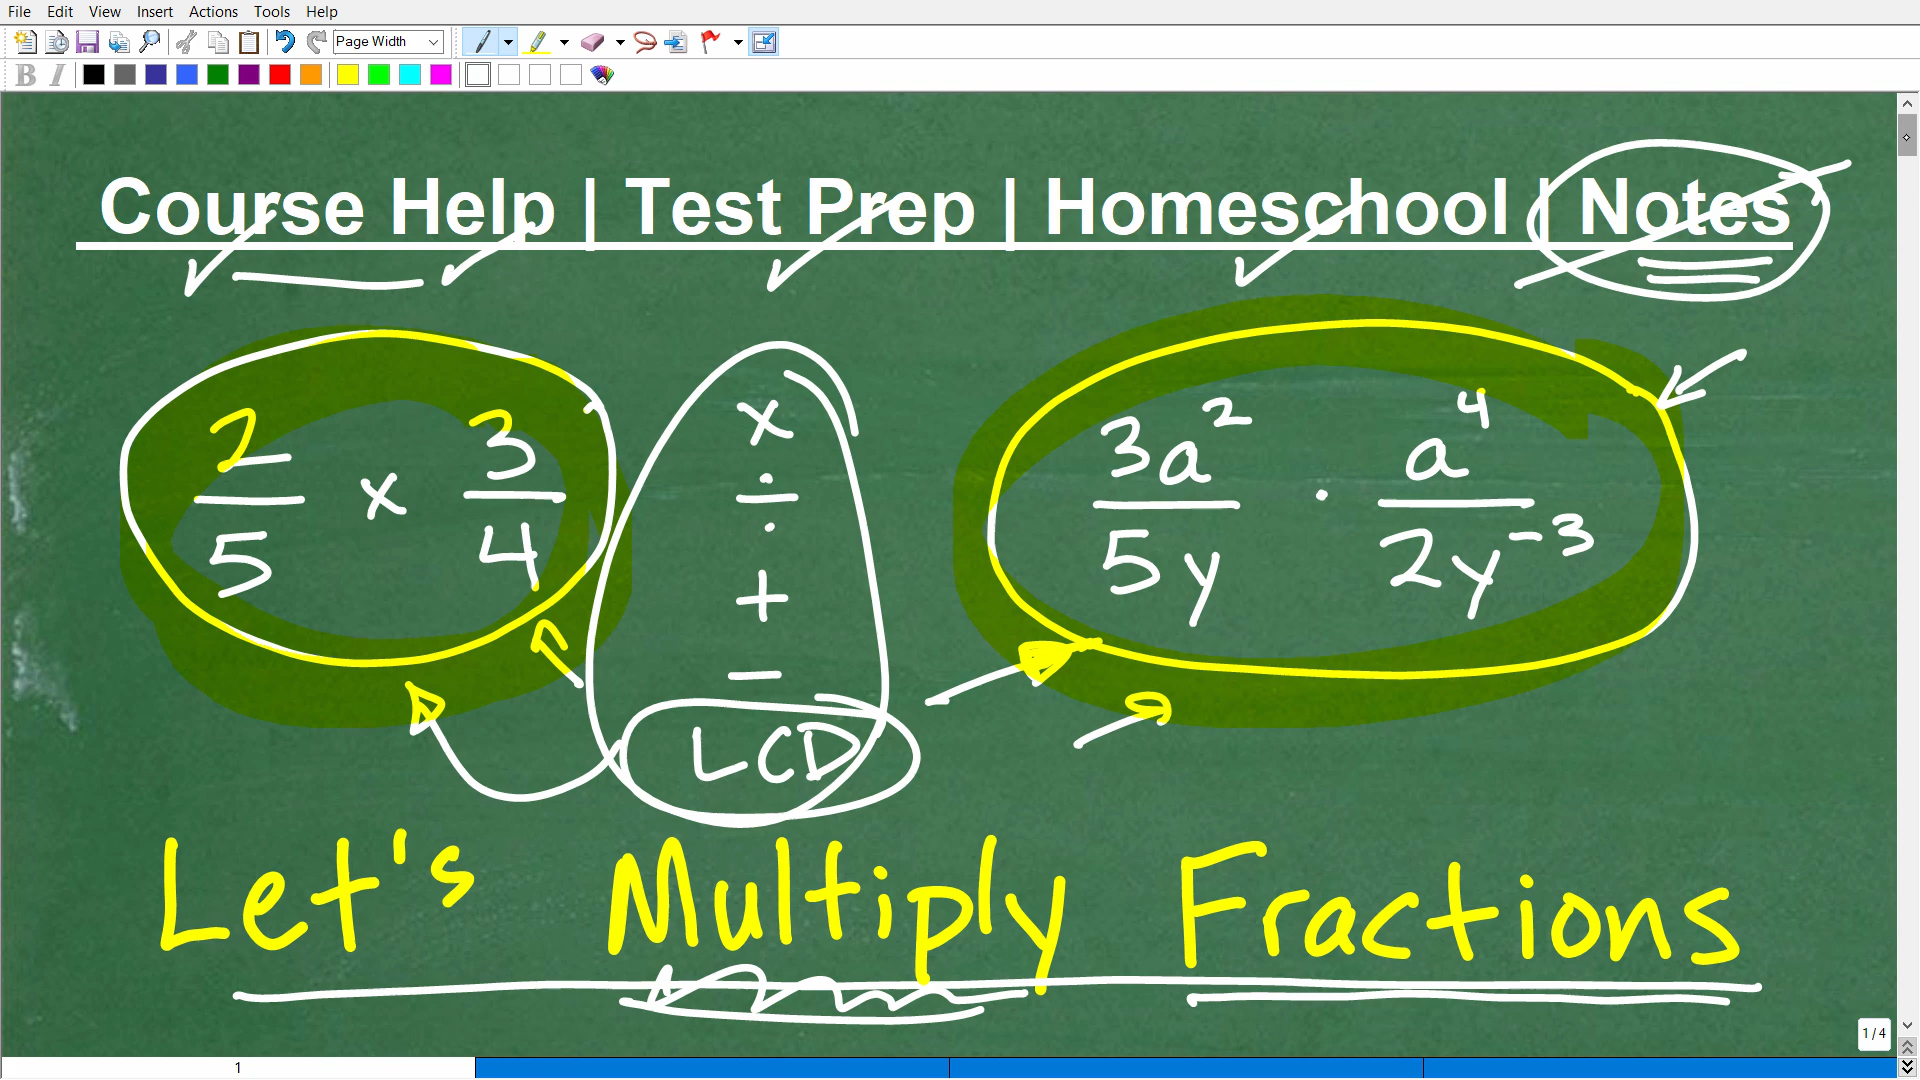 File Edit View Insert Actions Tools Help
Page Width
B I
Course Help | Test Prep | Homeschool | Notes
2/5 x 3/4
x
÷
+
−
LCD
3a²/5y · a⁴/2y⁻³
Let's Multiply Fractions
1 / 4
1